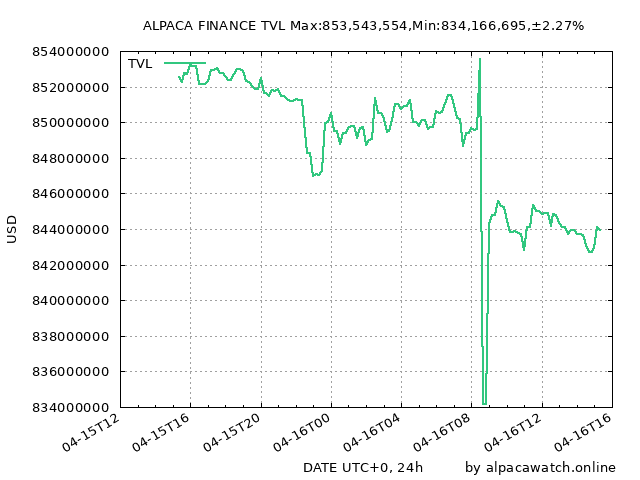 ALPACA FINANCE TVL Max:853,543,554,Min:834,166,695,±2.27%
TVL
854000000
852000000
850000000
848000000
846000000
844000000
842000000
840000000
838000000
836000000
834000000
USD
04-15T12
04-15T16
04-15T20
04-16T00
04-16T04
04-16T08
04-16T12
04-16T16
DATE UTC+0, 24h
by alpacawatch.online